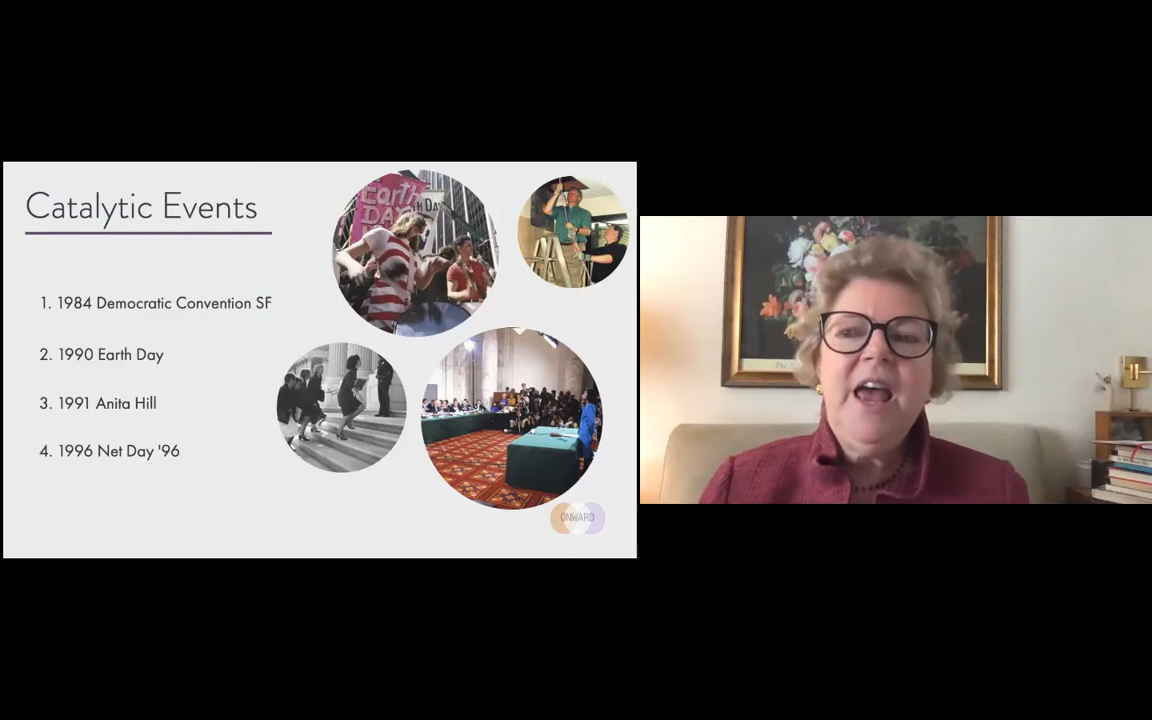 Catalytic Events
1. 1984 Democratic Convention SF
2. 1990 Earth Day
3. 1991 Anita Hill
4. 1996 Net Day '96
Earth
DAY
ONWARD